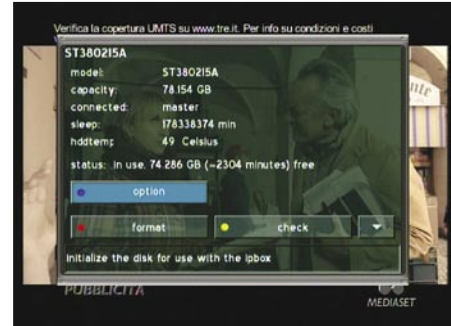 Verifica la copertura UMTS su www.tre.it. Per info su condizioni e costi
ST380215A
model: ST380215A
capacity: 78.154 GB
connected: master
sleep: 178338374 min
hddtemp: 49 Celsius
status: in use, 74.286 GB (~2304 minutes) free
option
format check
Initialize the disk for use with the ipbox
PUBBLICITÀ
MEDIASET